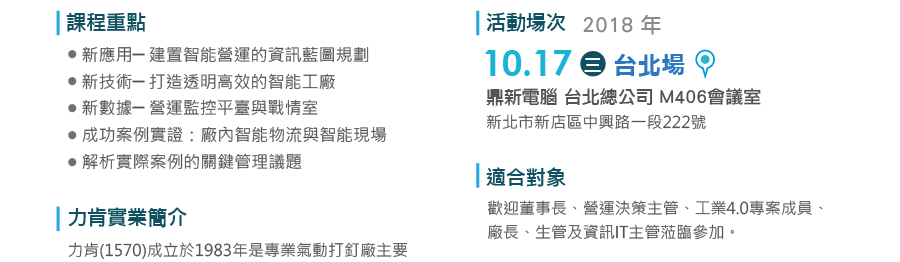 課程重點
● 新應用─ 建置智能營運的資訊藍圖規劃
● 新技術─ 打造透明高效的智能工廠
● 新數據─ 營運監控平臺與戰情室
● 成功案例實證：廠內智能物流與智能現場
● 解析實際案例的關鍵管理議題
力肯實業簡介
力肯(1570)成立於1983年是專業氣動打釘廠主要
活動場次 2018 年
10.17 三 台北場
鼎新電腦 台北總公司 M406會議室
新北市新店區中興路一段222號
適合對象
歡迎董事長、營運決策主管、工業4.0專案成員、
廠長、生管及資訊IT主管蒞臨參加。